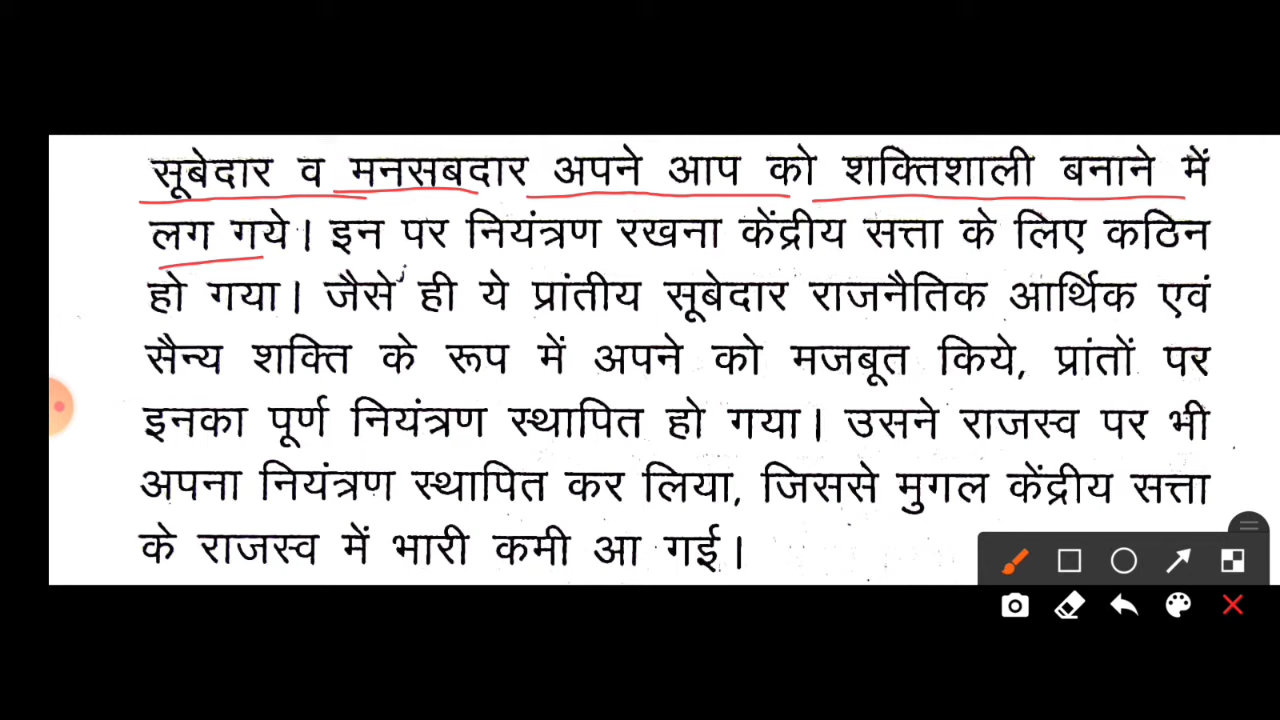 सूबेदार व मनसबदार अपने आप को शक्तिशाली बनाने में
लग गये। इन पर नियंत्रण रखना केंद्रीय सत्ता के लिए कठिन
हो गया। जैसे ही ये प्रांतीय सूबेदार राजनैतिक आर्थिक एवं
सैन्य शक्ति के रूप में अपने को मजबूत किये, प्रांतों पर
इनका पूर्ण नियंत्रण स्थापित हो गया। उसने राजस्व पर भी
अपना नियंत्रण स्थापित कर लिया, जिससे मुगल केंद्रीय सत्ता
के राजस्व में भारी कमी आ गई।